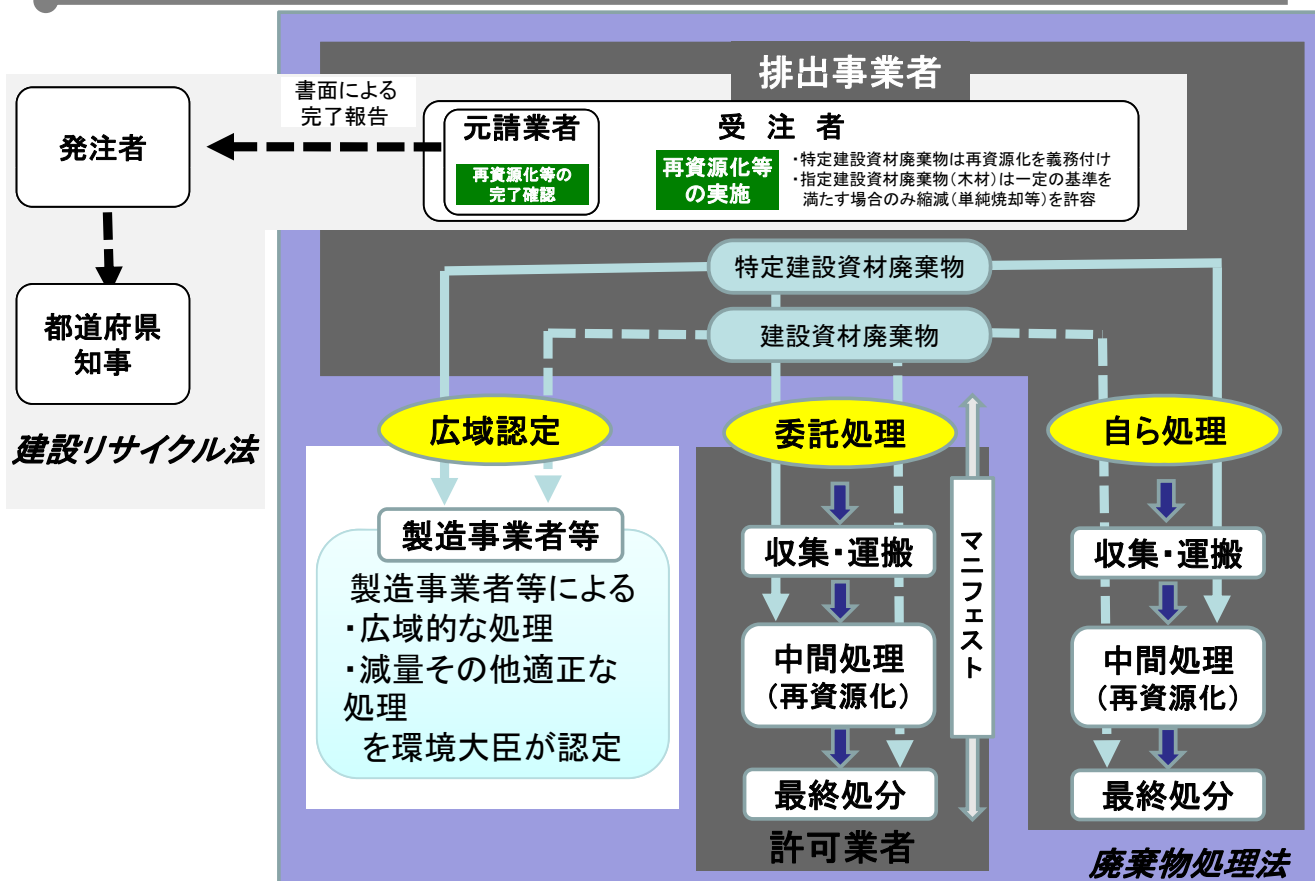 排出事業者
書面による
完了報告
発注者
元請業者
再資源化等の
完了確認
受 注 者
再資源化等
の実施
・特定建設資材廃棄物は再資源化を義務付け
・指定建設資材廃棄物(木材)は一定の基準を
満たす場合のみ縮減(単純焼却等)を許容
都道府県
知事
建設リサイクル法
特定建設資材廃棄物
建設資材廃棄物
広域認定
委託処理
自ら処理
製造事業者等
製造事業者等による
・広域的な処理
・減量その他適正な
処理
を環境大臣が認定
収集・運搬
中間処理
(再資源化)
最終処分
許可業者
マニフェスト
収集・運搬
中間処理
(再資源化)
最終処分
廃棄物処理法